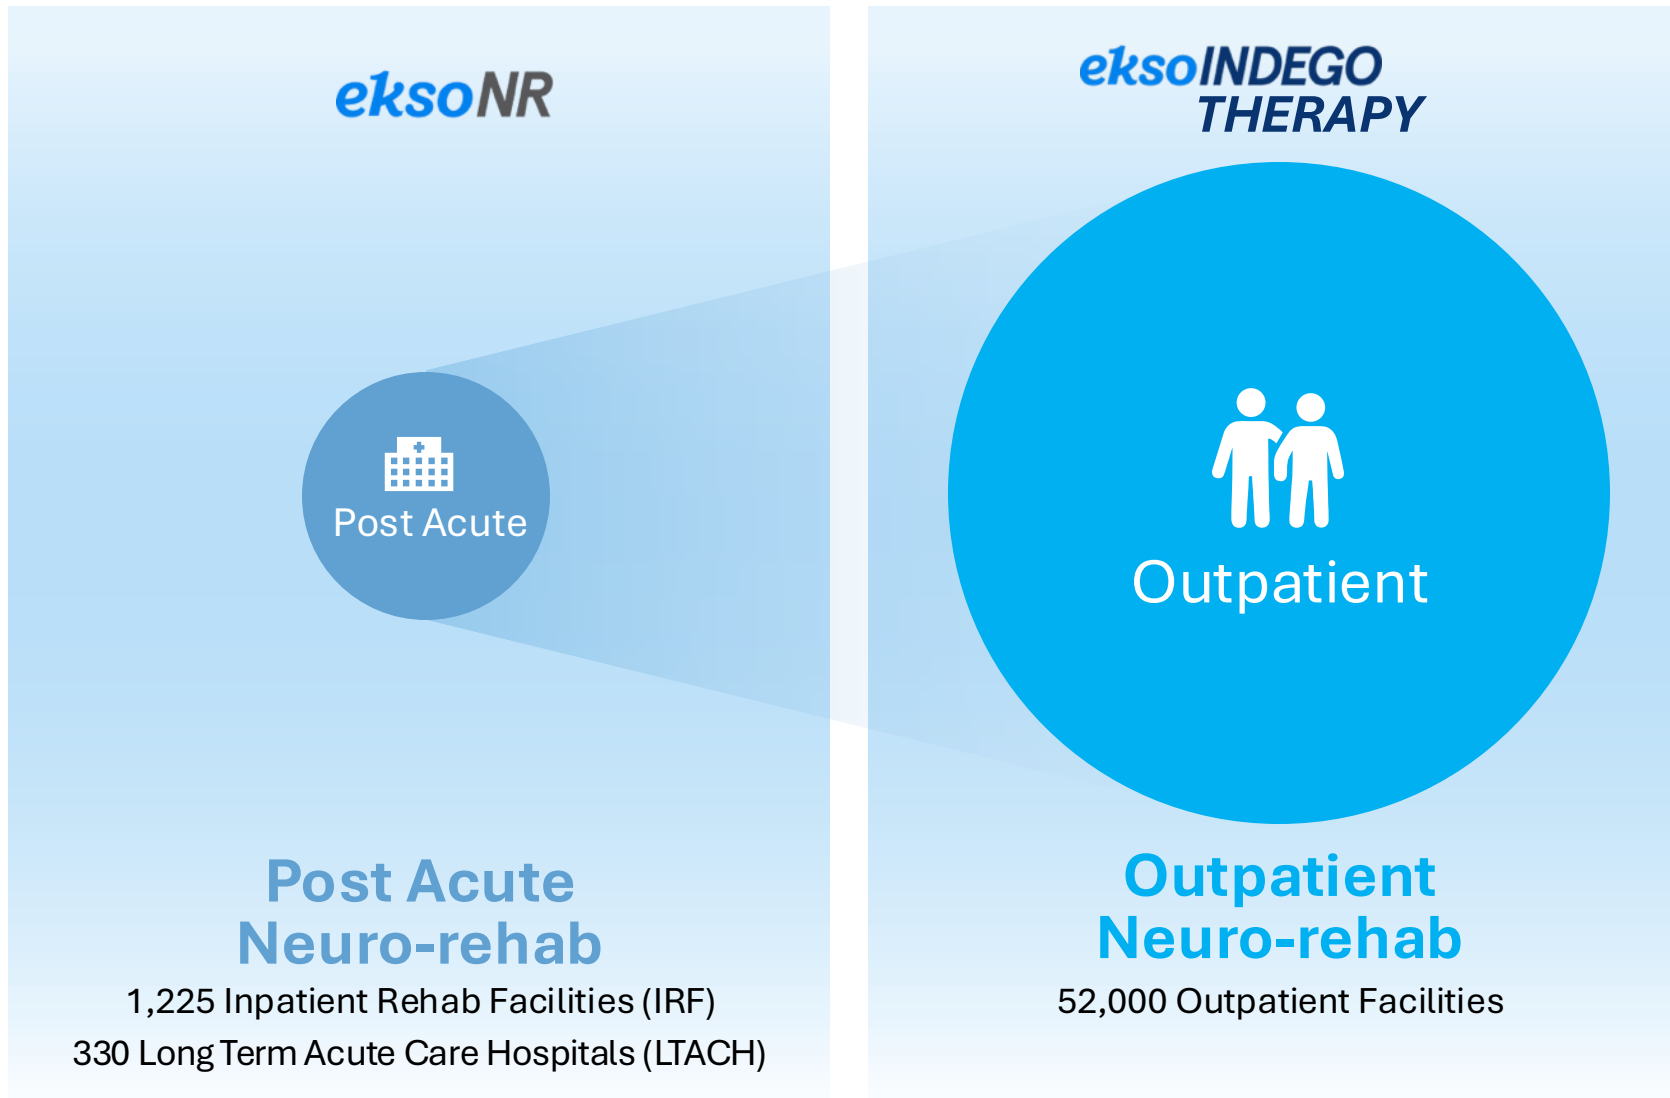 eksoNR
Post Acute
Post Acute
Neuro-rehab
1,225 Inpatient Rehab Facilities (IRF)
330 Long Term Acute Care Hospitals (LTACH)
eksoINDEGO
THERAPY
Outpatient
Outpatient
Neuro-rehab
52,000 Outpatient Facilities